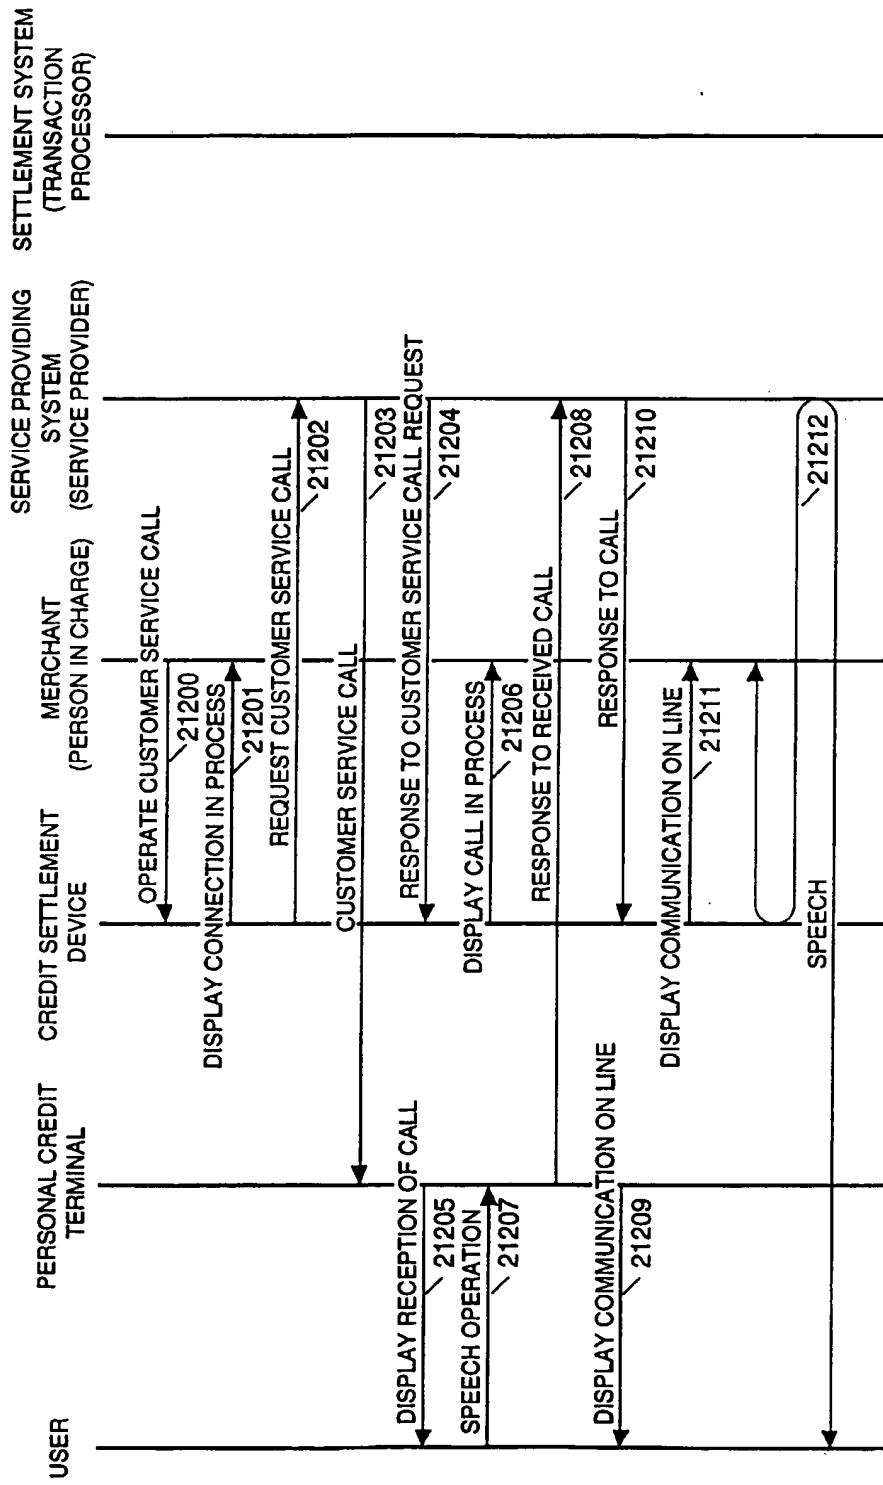 USER
PERSONAL CREDIT
TERMINAL
CREDIT SETTLEMENT
DEVICE
MERCHANT
(PERSON IN CHARGE)
SERVICE PROVIDING
SYSTEM
(SERVICE PROVIDER)
SETTLEMENT SYSTEM
(TRANSACTION
PROCESSOR)
OPERATE CUSTOMER SERVICE CALL
21200
DISPLAY CONNECTION IN PROCESS
21201
REQUEST CUSTOMER SERVICE CALL
21202
CUSTOMER SERVICE CALL
21203
RESPONSE TO CUSTOMER SERVICE CALL REQUEST
21204
DISPLAY RECEPTION OF CALL
21205
DISPLAY CALL IN PROCESS
21206
SPEECH OPERATION
21207
RESPONSE TO RECEIVED CALL
21208
DISPLAY COMMUNICATION ON LINE
21209
RESPONSE TO CALL
21210
DISPLAY COMMUNICATION ON LINE
21211
SPEECH
21212